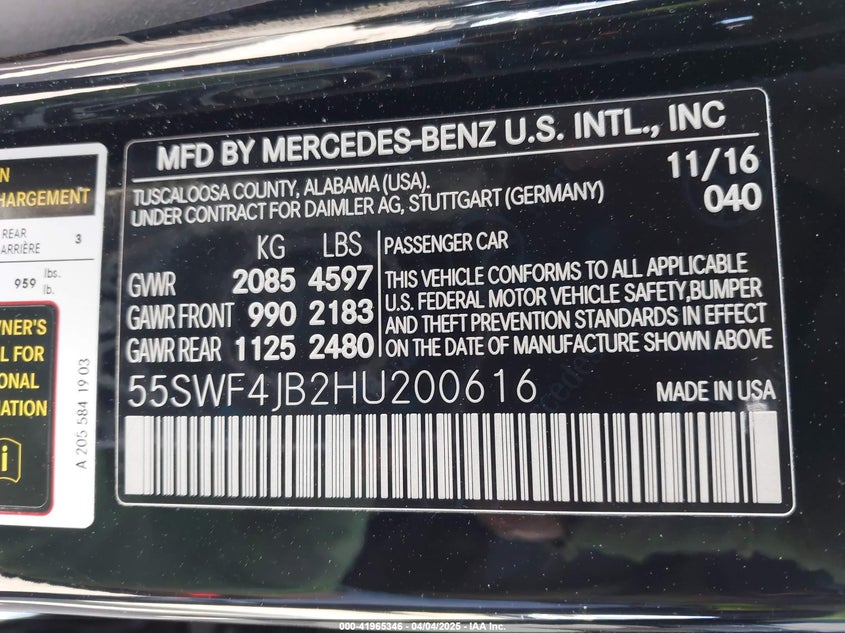 MFD BY MERCEDES-BENZ U.S. INTL., INC
TUSCALOOSA COUNTY, ALABAMA (USA). 11/16
UNDER CONTRACT FOR DAIMLER AG, STUTTGART (GERMANY) 040
KG LBS
GVWR 2085 4597
GAWR FRONT 990 2183
GAWR REAR 1125 2480
PASSENGER CAR
THIS VEHICLE CONFORMS TO ALL APPLICABLE
U.S. FEDERAL MOTOR VEHICLE SAFETY,BUMPER
AND THEFT PREVENTION STANDARDS IN EFFECT
ON THE DATE OF MANUFACTURE SHOWN ABOVE
55SWF4JB2HU200616 MADE IN USA
REAR 3
959 lbs.
lb.
FOR
A 205 584 19 03
i
000-41965346 - 04/04/2025 - IAA Inc.